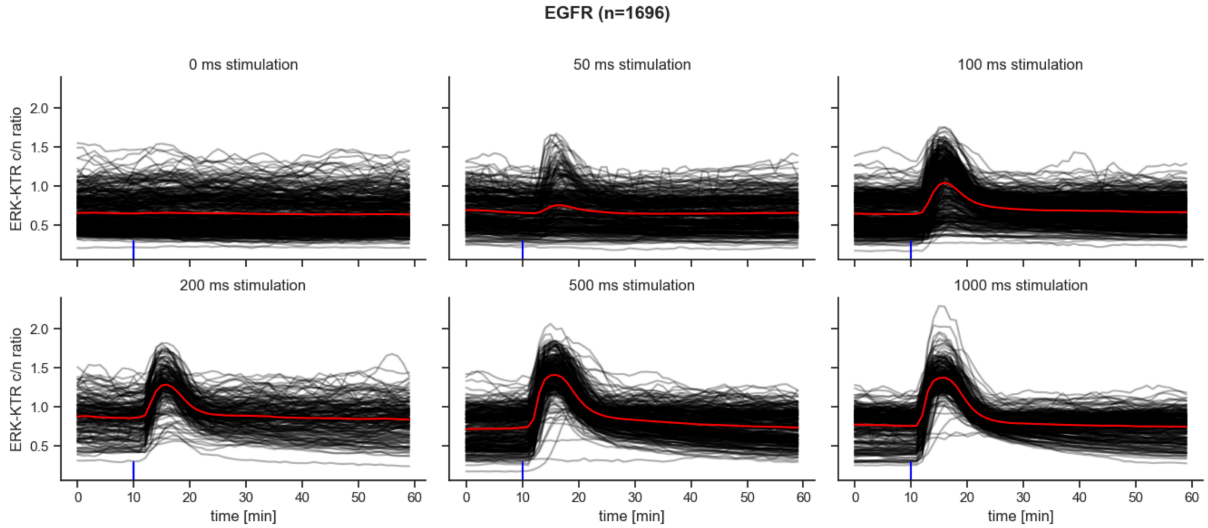 EGFR (n=1696)
0 ms stimulation
50 ms stimulation
100 ms stimulation
ERK-KTR c/n ratio
2.0
1.5
1.0
0.5
200 ms stimulation
500 ms stimulation
1000 ms stimulation
ERK-KTR c/n ratio
2.0
1.5
1.0
0.5
0 10 20 30 40 50 60
0 10 20 30 40 50 60
0 10 20 30 40 50 60
time [min]
time [min]
time [min]